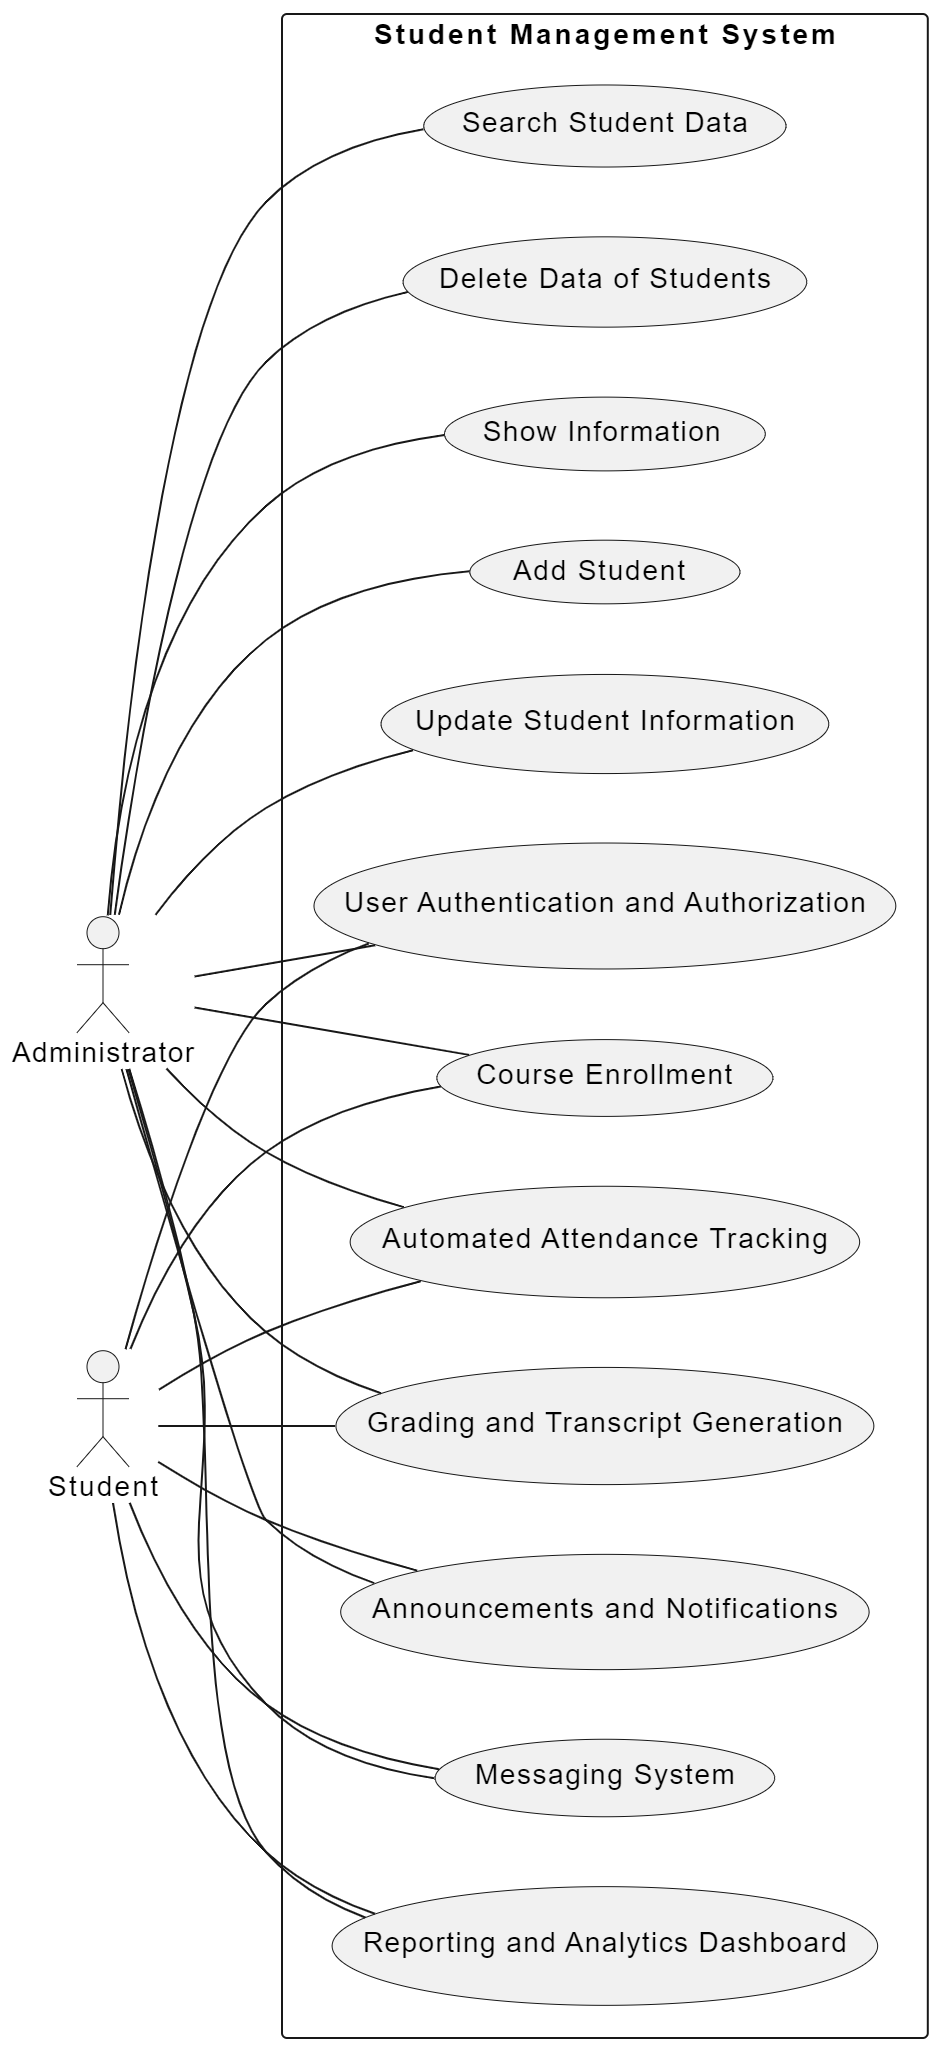 Student Management System
Search Student Data
Delete Data of Students
Show Information
Add Student
Update Student Information
User Authentication and Authorization
Administrator
Course Enrollment
Automated Attendance Tracking
Grading and Transcript Generation
Student
Announcements and Notifications
Messaging System
Reporting and Analytics Dashboard